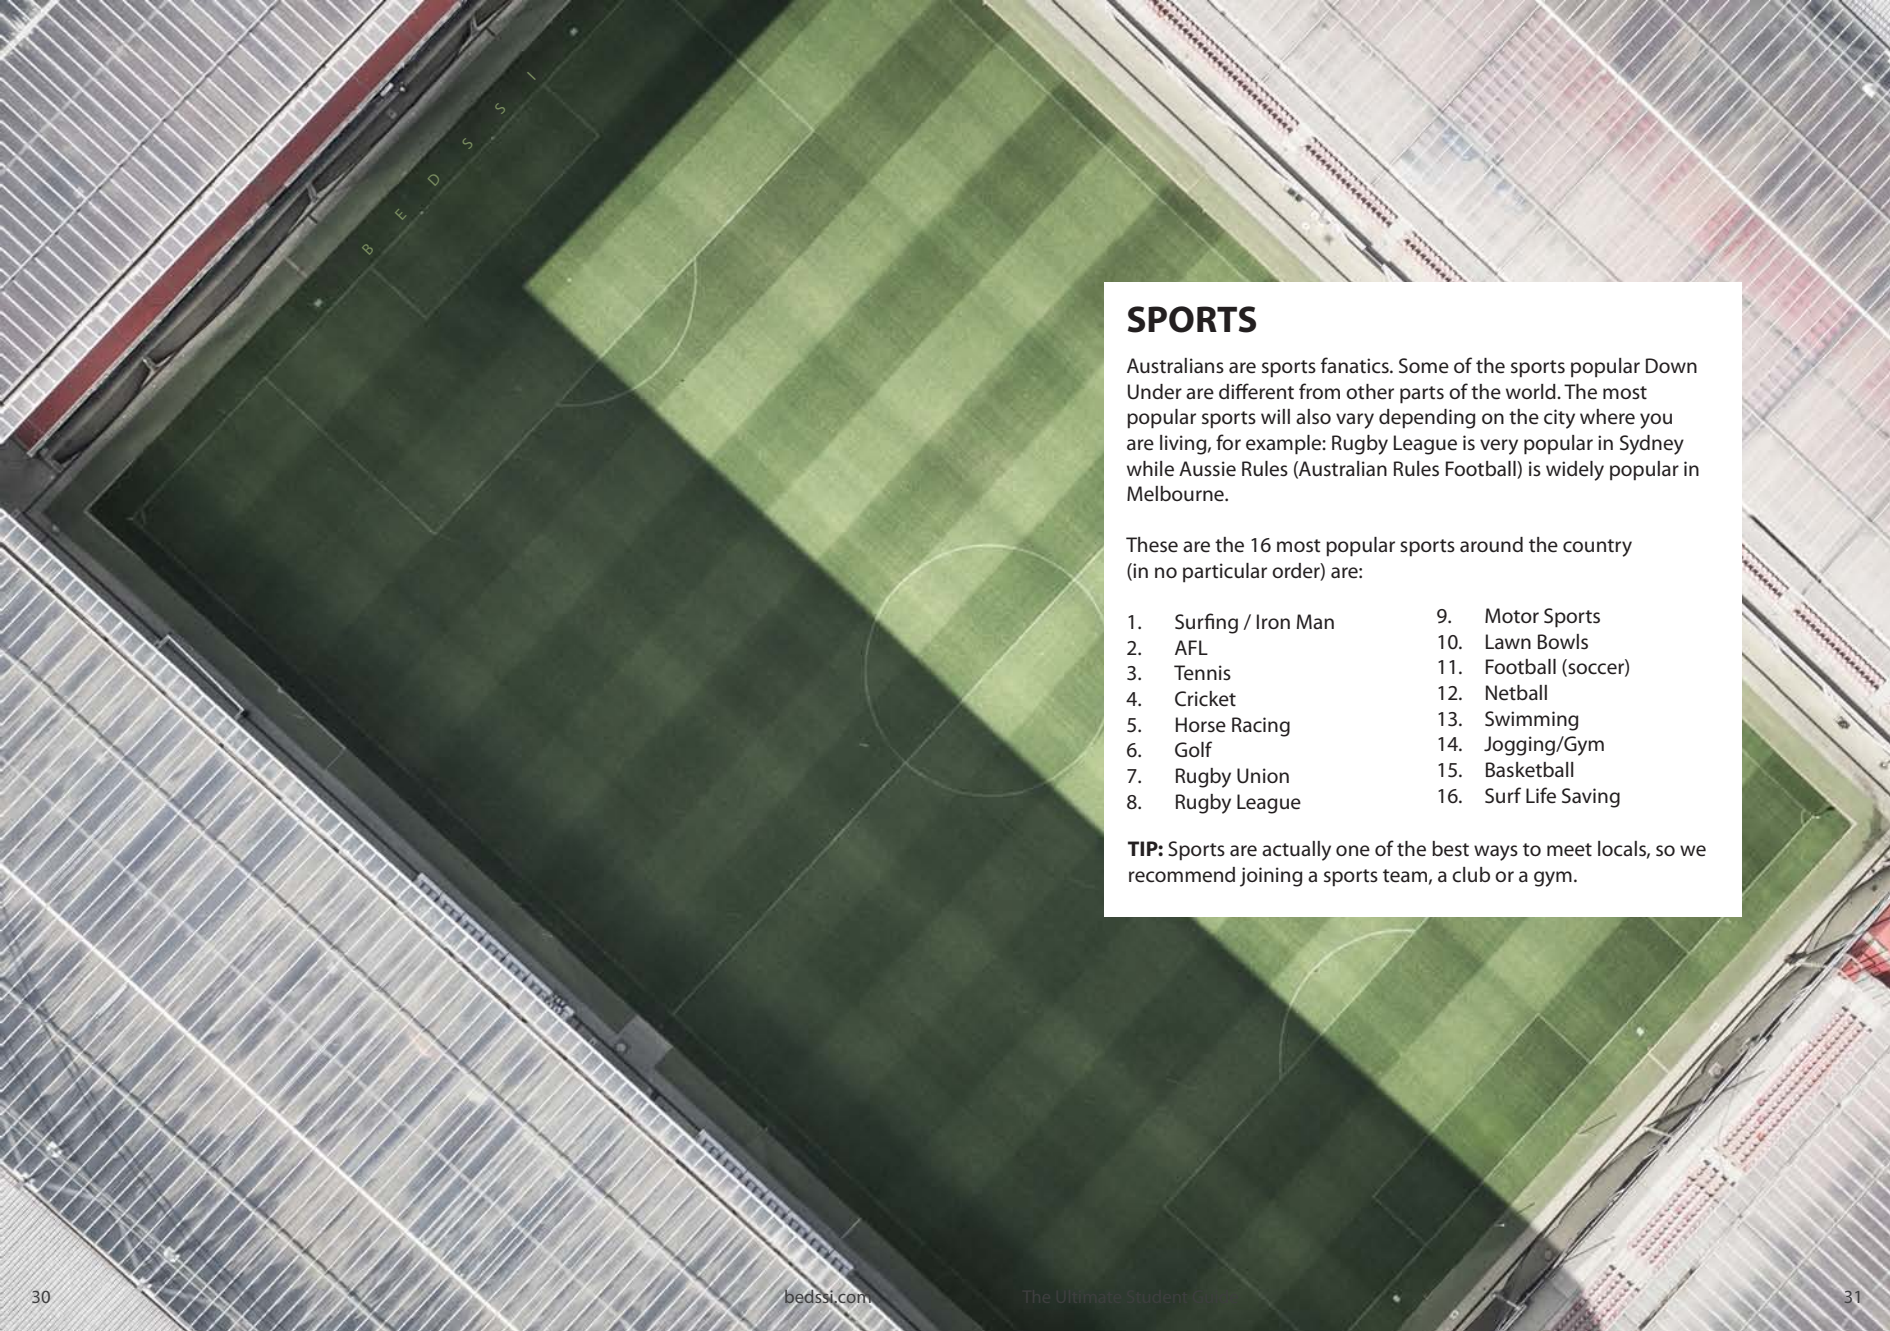 BEDSSI
SPORTS
Australians are sports fanatics. Some of the sports popular Down
Under are different from other parts of the world. The most
popular sports will also vary depending on the city where you
are living, for example: Rugby League is very popular in Sydney
while Aussie Rules (Australian Rules Football) is widely popular in
Melbourne.
These are the 16 most popular sports around the country
(in no particular order) are:
1. Surfing / Iron Man
2. AFL
3. Tennis
4. Cricket
5. Horse Racing
6. Golf
7. Rugby Union
8. Rugby League
9. Motor Sports
10. Lawn Bowls
11. Football (soccer)
12. Netball
13. Swimming
14. Jogging/Gym
15. Basketball
16. Surf Life Saving
TIP: Sports are actually one of the best ways to meet locals, so we
recommend joining a sports team, a club or a gym.
30
bedssi.com
The Ultimate Student
31